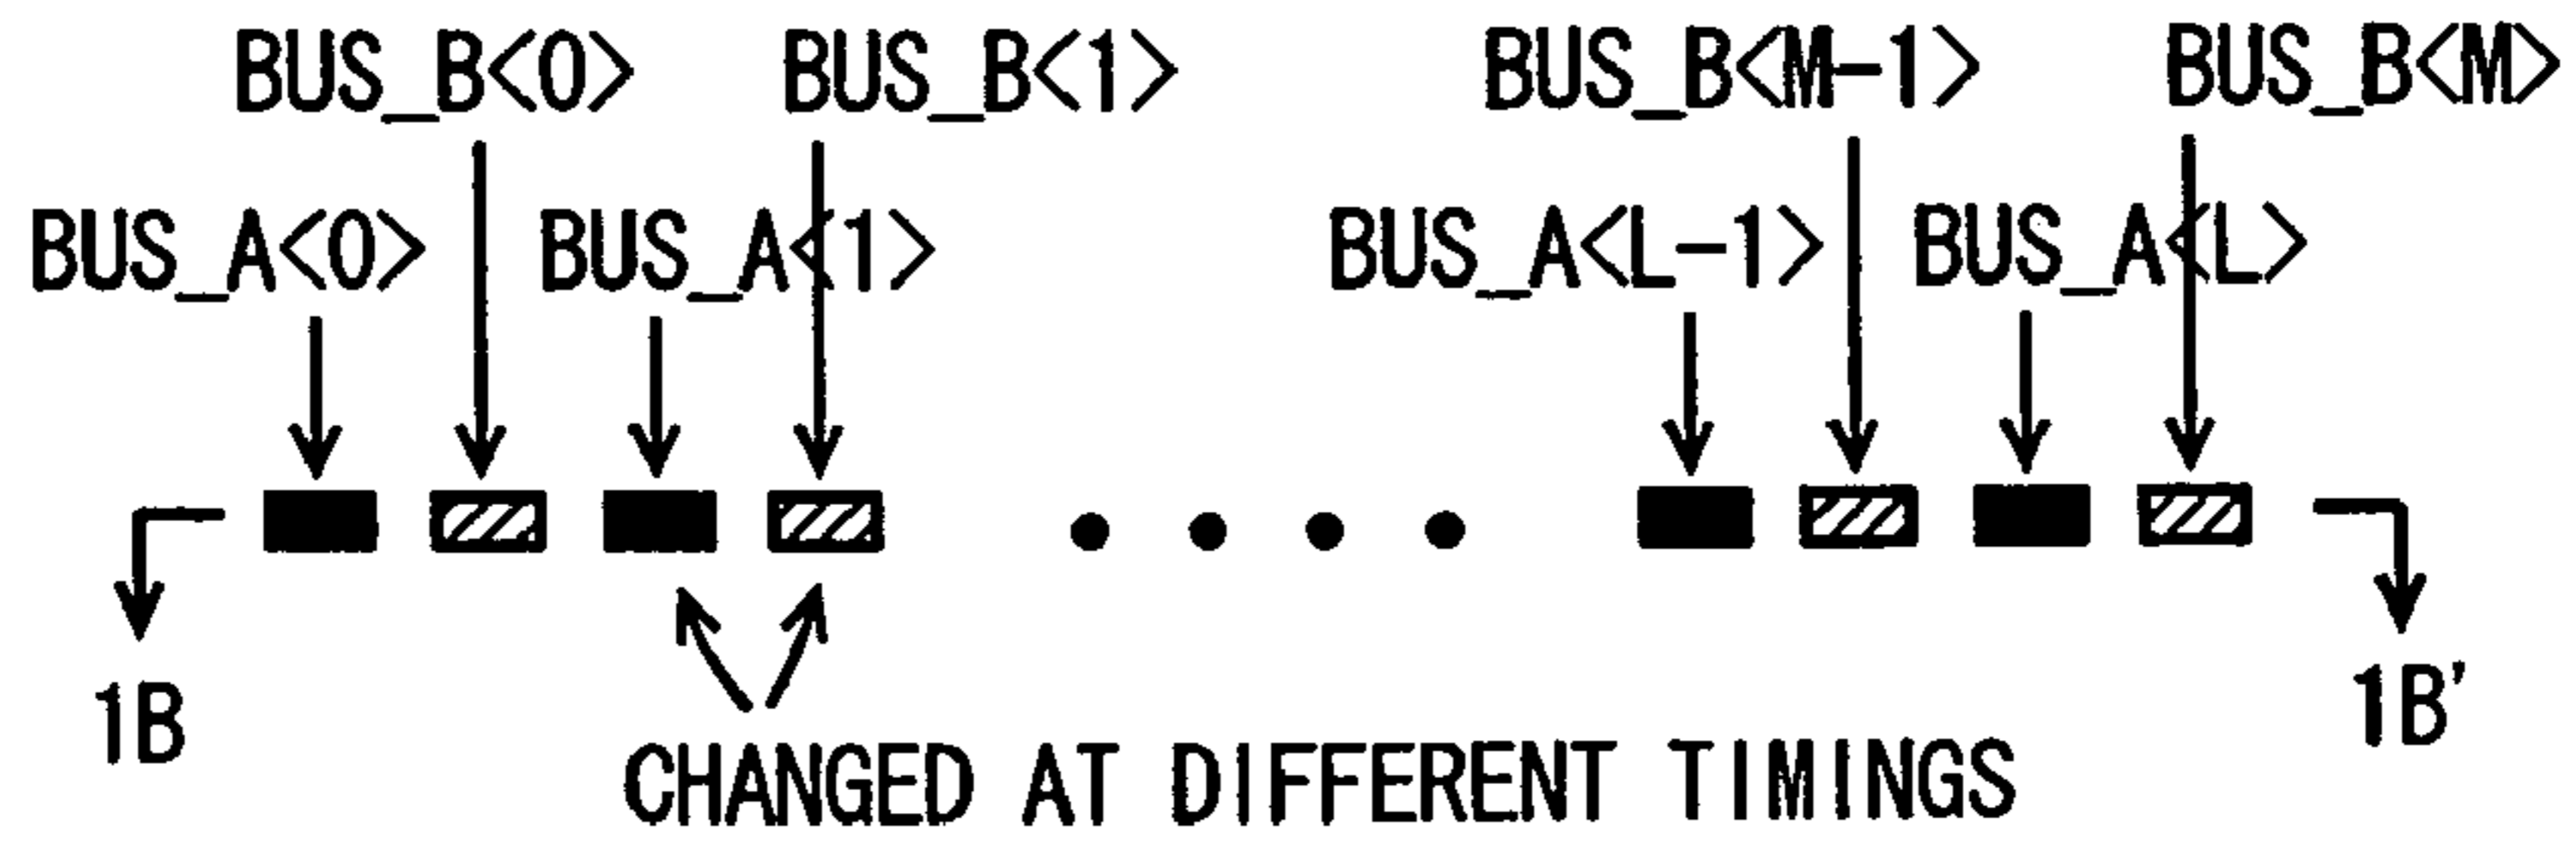 BUS_B<0> BUS_B<1> BUS_B<M-1> BUS_B<M>
BUS_A<0> BUS_A<1> BUS_A<L-1> BUS_A<L>
1B 1B'
CHANGED AT DIFFERENT TIMINGS